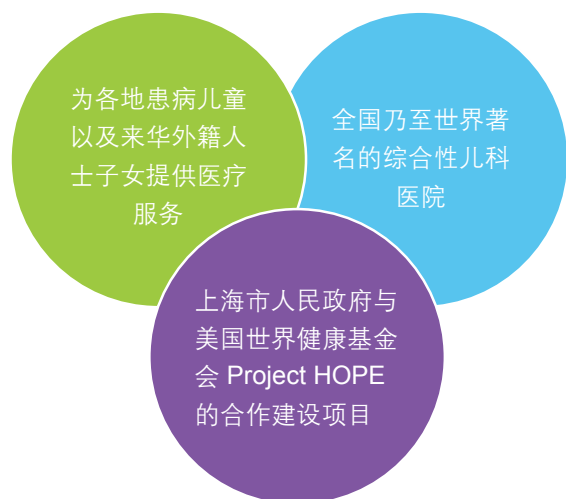 为各地患病儿童
以及来华外籍人
士子女提供医疗
服务
全国乃至世界著
名的综合性儿科
医院
上海市人民政府与
美国世界健康基金
会 Project HOPE
的合作建设项目